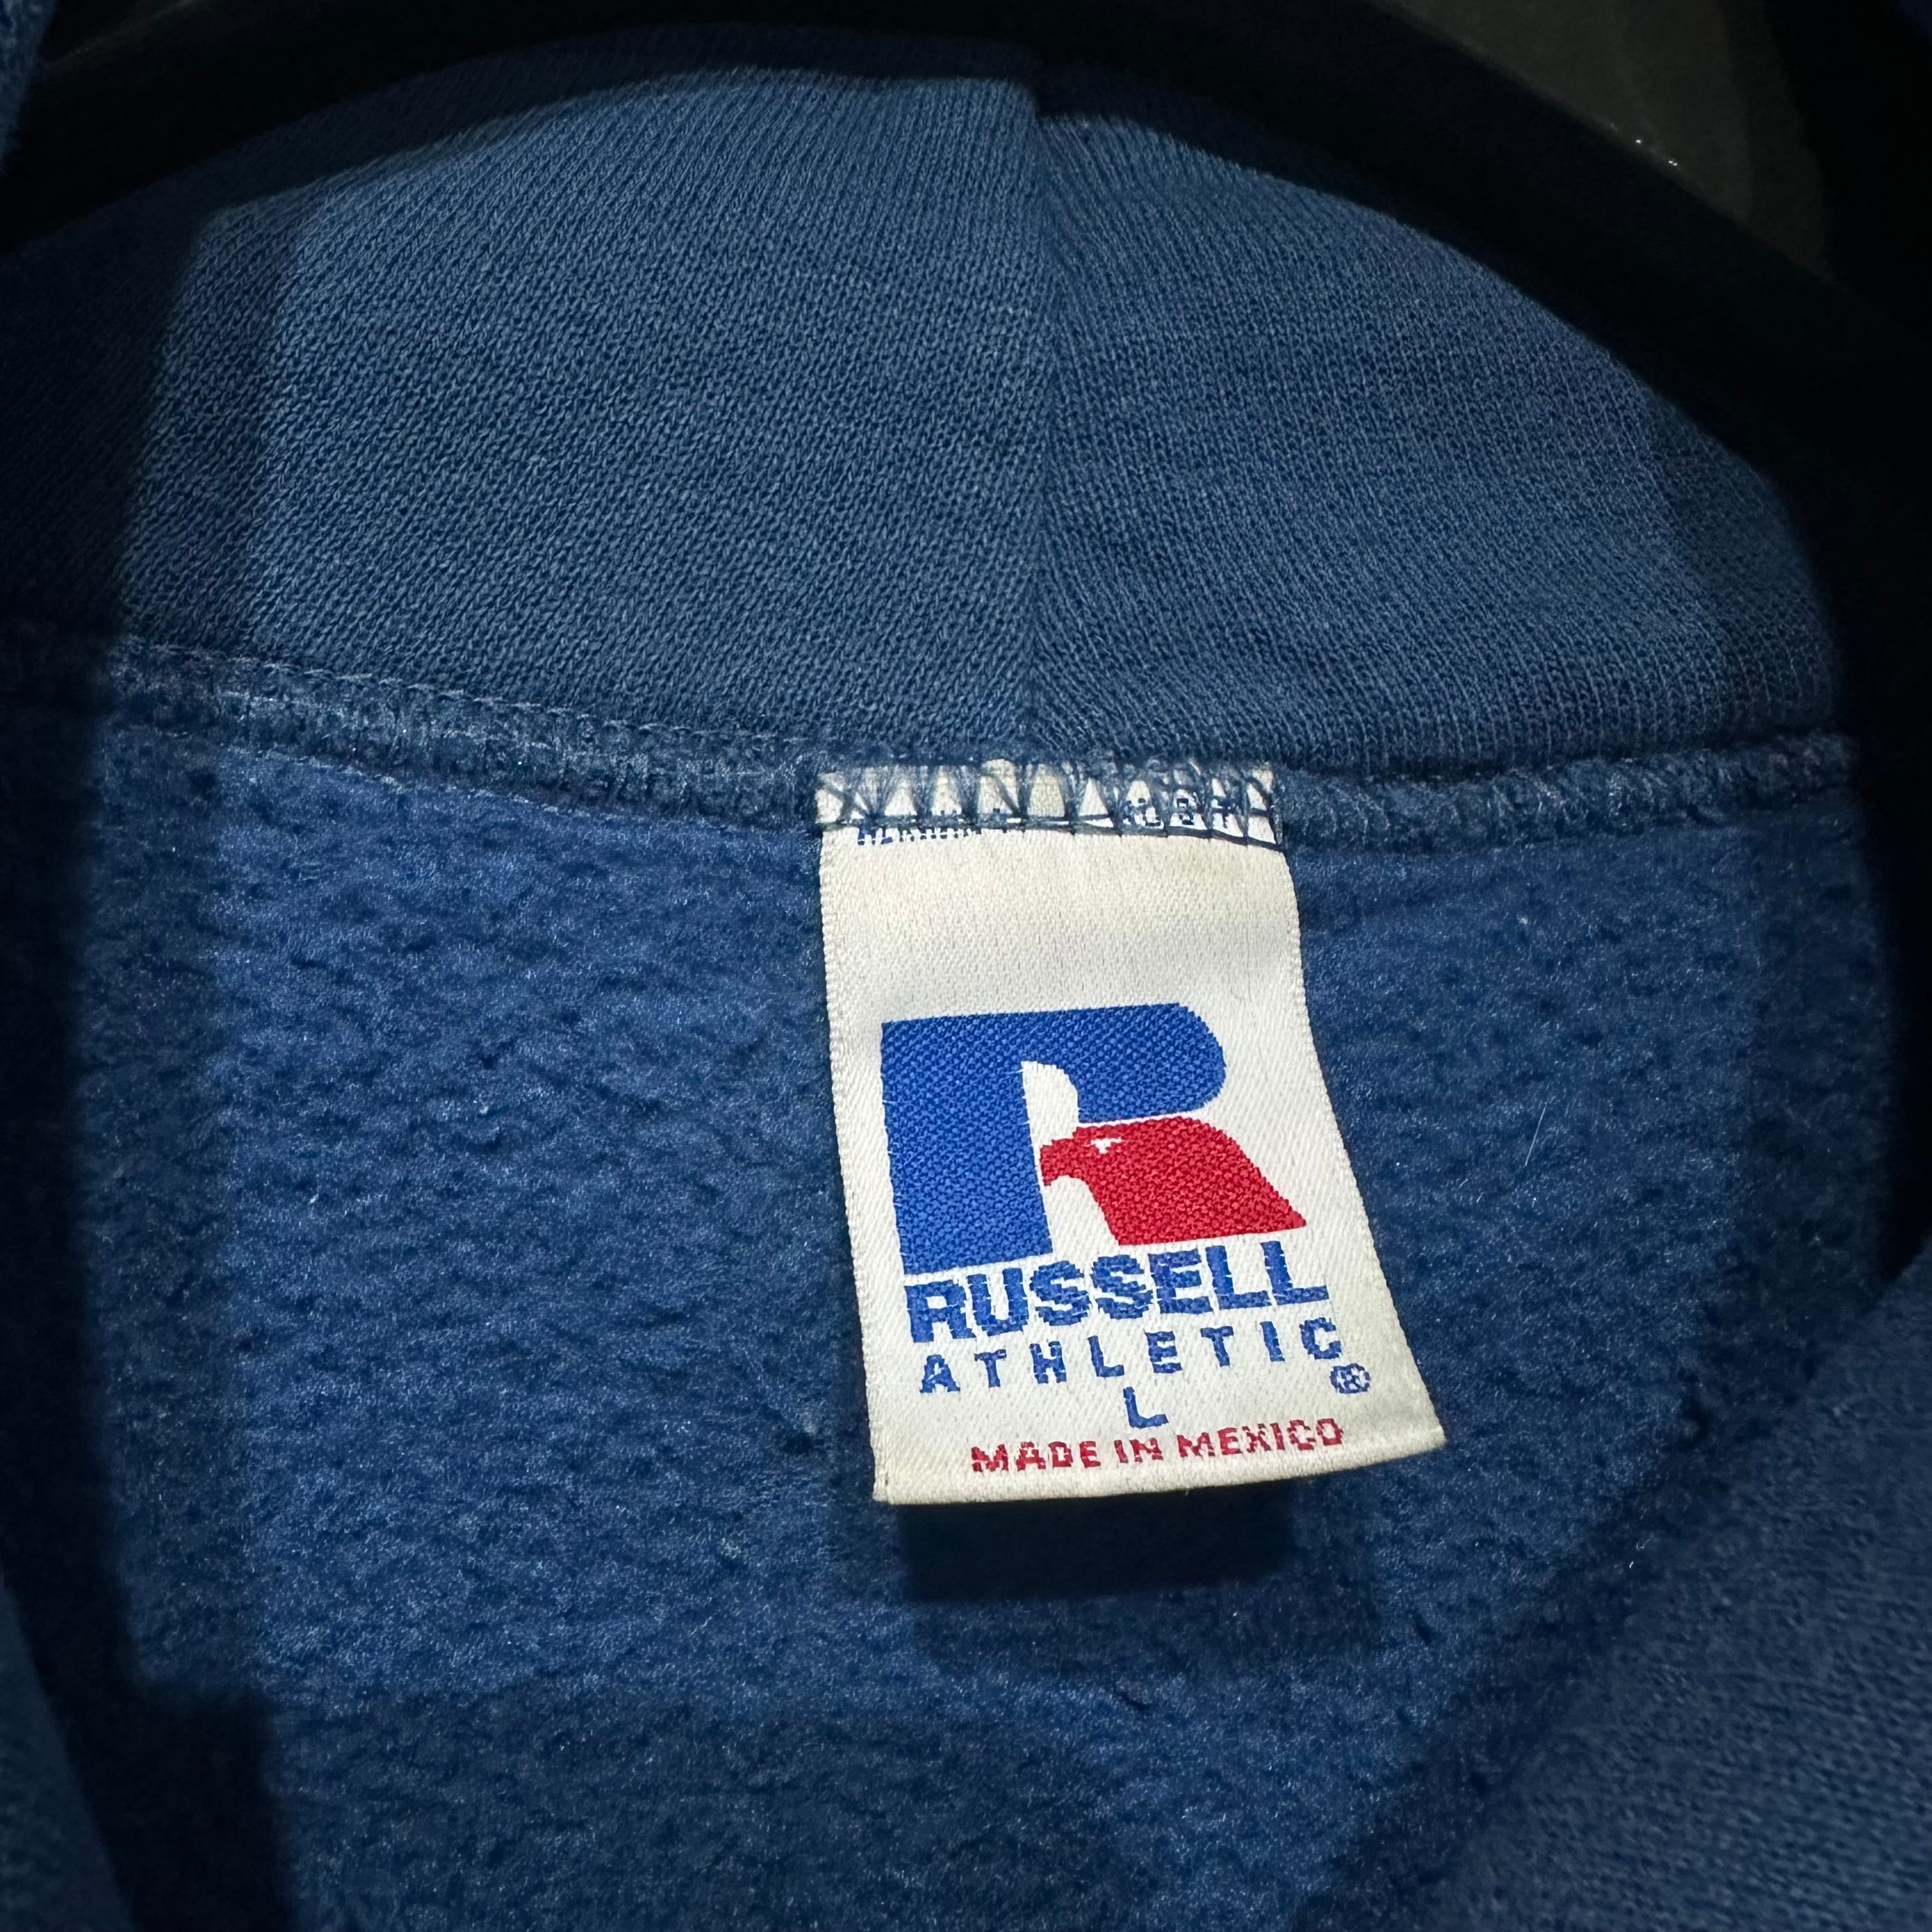 RUSSELL
ATHLETIC®
L
MADE IN MEXICO